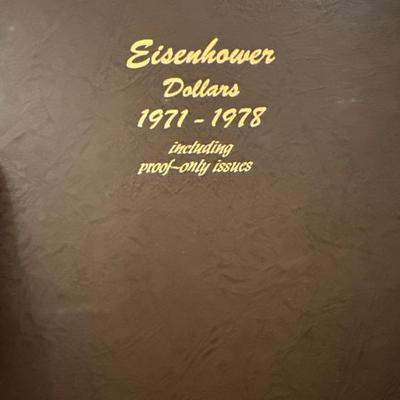 Eisenhower
Dollars
1971 - 1978
including
proof-only issues